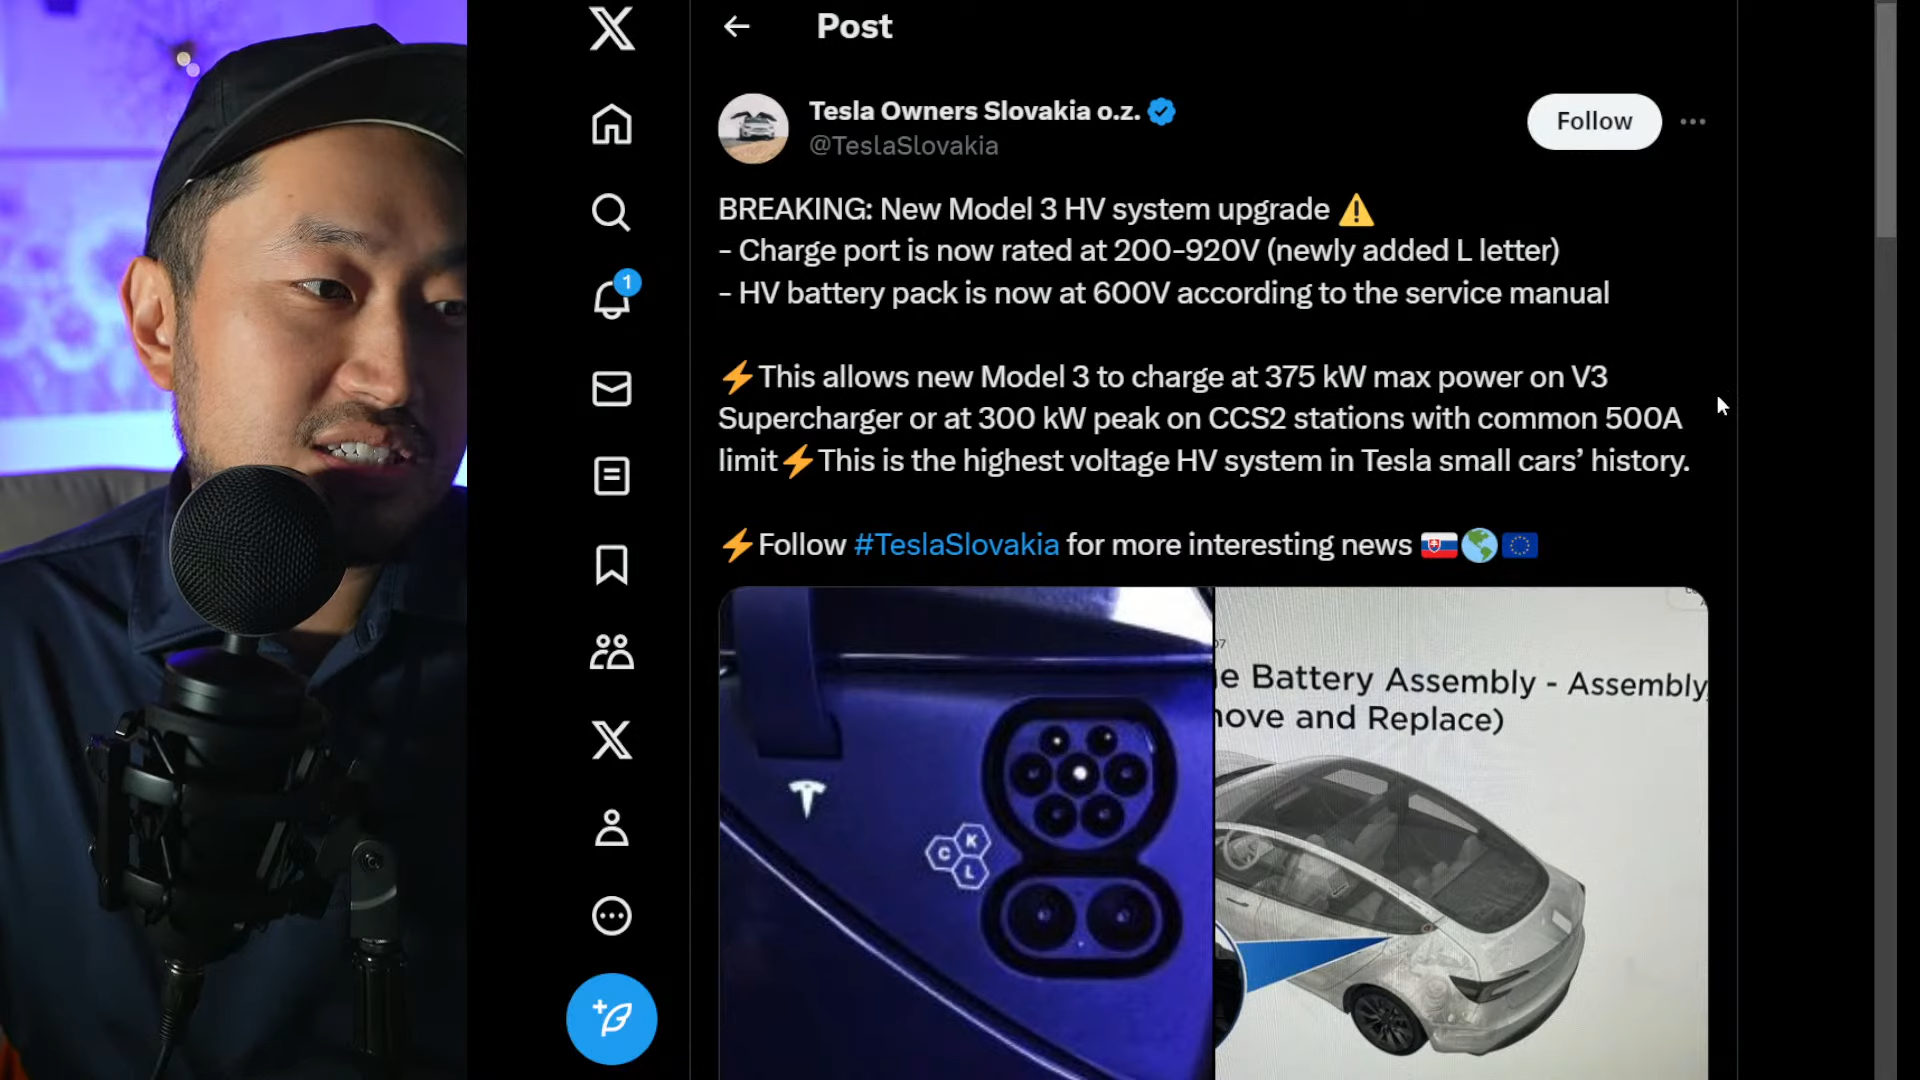 Post
Tesla Owners Slovakia o.z.
Follow
@TeslaSlovakia
1
BREAKING: New Model 3 HV system upgrade ⚠️
- Charge port is now rated at 200-920V (newly added L letter)
- HV battery pack is now at 600V according to the service manual
⚡This allows new Model 3 to charge at 375 kW max power on V3
Supercharger or at 300 kW peak on CCS2 stations with common 500A
limit⚡This is the highest voltage HV system in Tesla small cars’ history.
⚡Follow #TeslaSlovakia for more interesting news 🇸🇰🌎🇪🇺
e Battery Assembly - Assembly
ove and Replace)
K
C
L